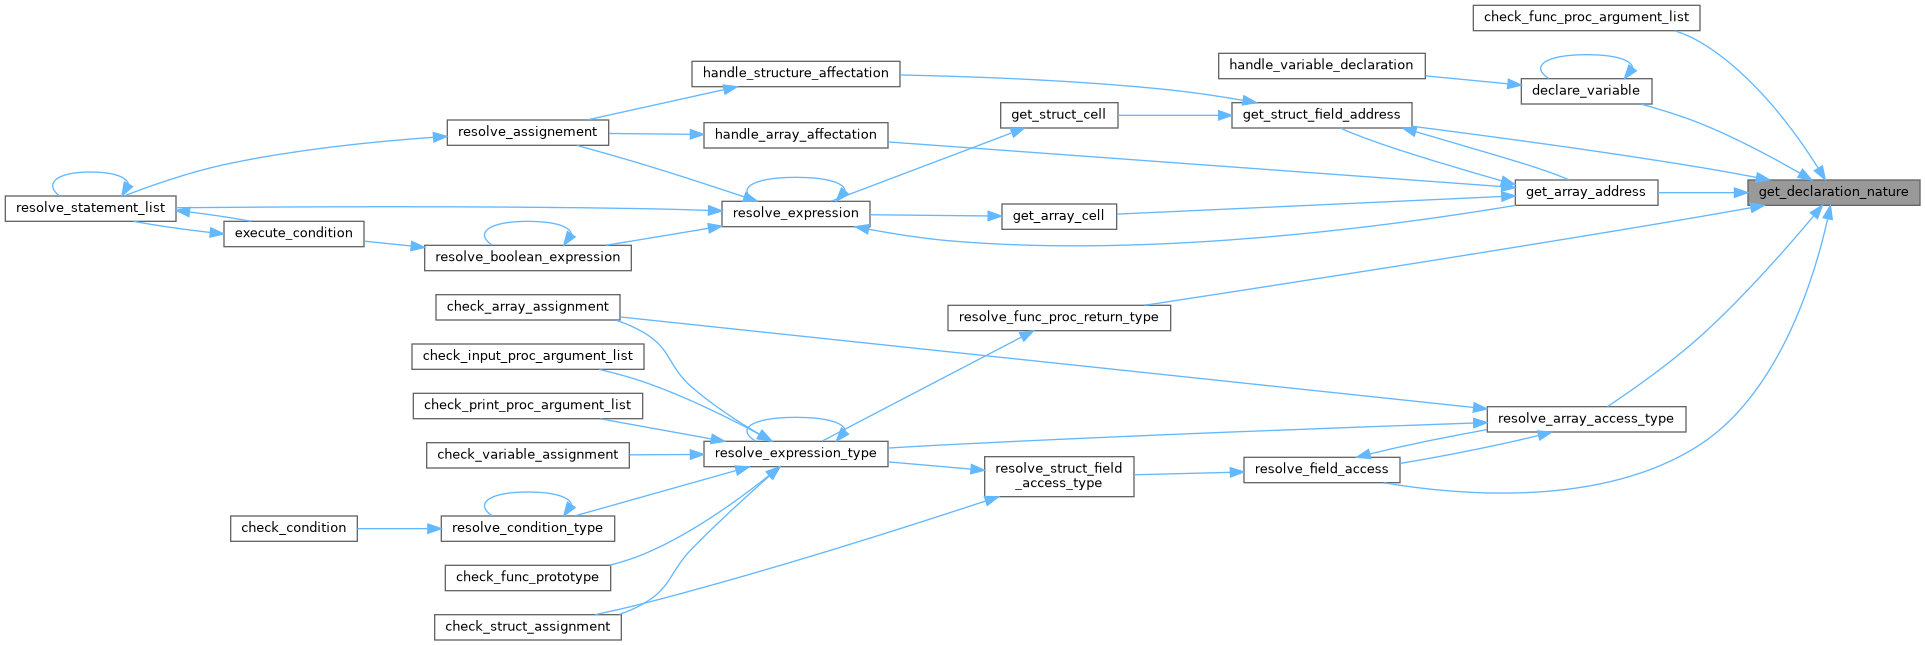 check_func_proc_argument_list
handle_structure_affectation
handle_variable_declaration
declare_variable
get_struct_cell
get_struct_field_address
resolve_assignement
handle_array_affectation
get_array_address
get_declaration_nature
resolve_statement_list
resolve_expression
get_array_cell
execute_condition
resolve_boolean_expression
check_array_assignment
resolve_func_proc_return_type
check_input_proc_argument_list
check_print_proc_argument_list
resolve_array_access_type
check_variable_assignment
resolve_expression_type
resolve_struct_field
_access_type
resolve_field_access
check_condition
resolve_condition_type
check_func_prototype
check_struct_assignment